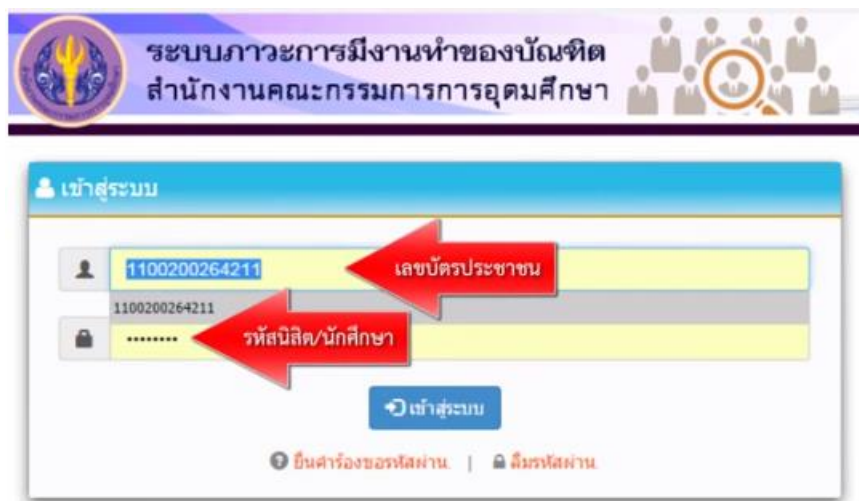 ระบบภาวะการมีงานทำของบัณฑิต
สำนักงานคณะกรรมการการอุดมศึกษา
เข้าสู่ระบบ
1100200264211
เลขบัตรประชาชน
1100200264211
........
รหัสนิสิต/นักศึกษา
เข้าสู่ระบบ
ยื่นคำร้องขอรหัสผ่าน. | ลืมรหัสผ่าน.